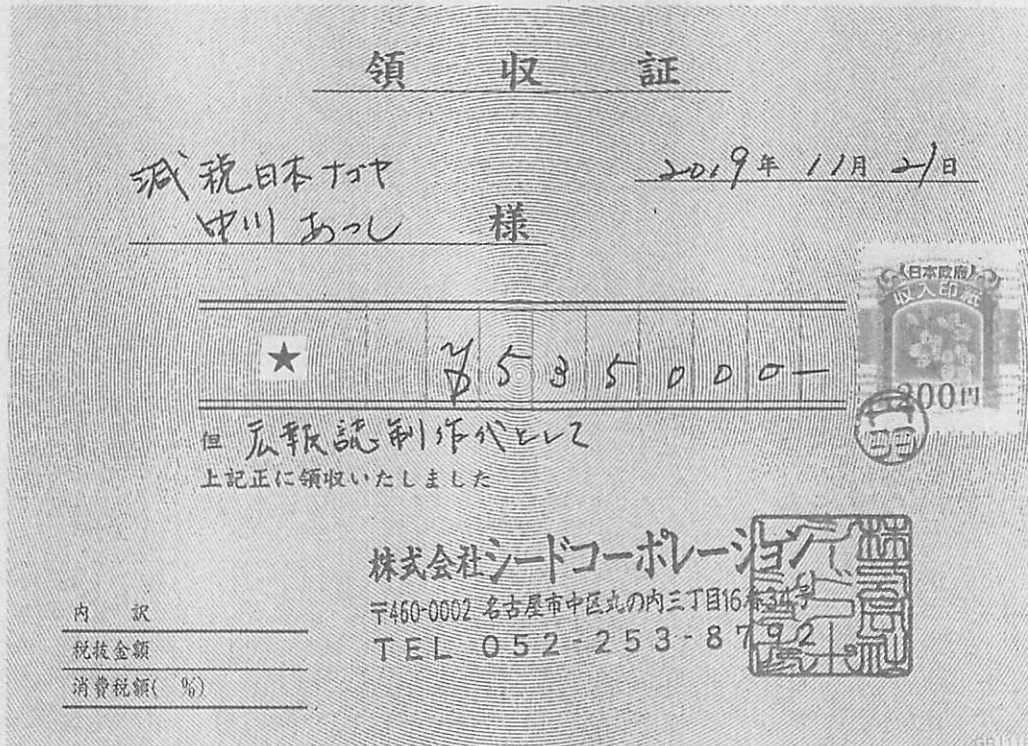 領収証
減税日本ナゴヤ
2019年11月21日
中川あつし 様
★ ¥535000-
日本政府
収入印紙
200円
但 広報誌制作代として
上記正に領収いたしました
株式会社シードコーポレーション
〒460-0002 名古屋市中区丸の内三丁目16番34号
TEL 052-253-8792
内訳
税抜金額
消費税額( %)